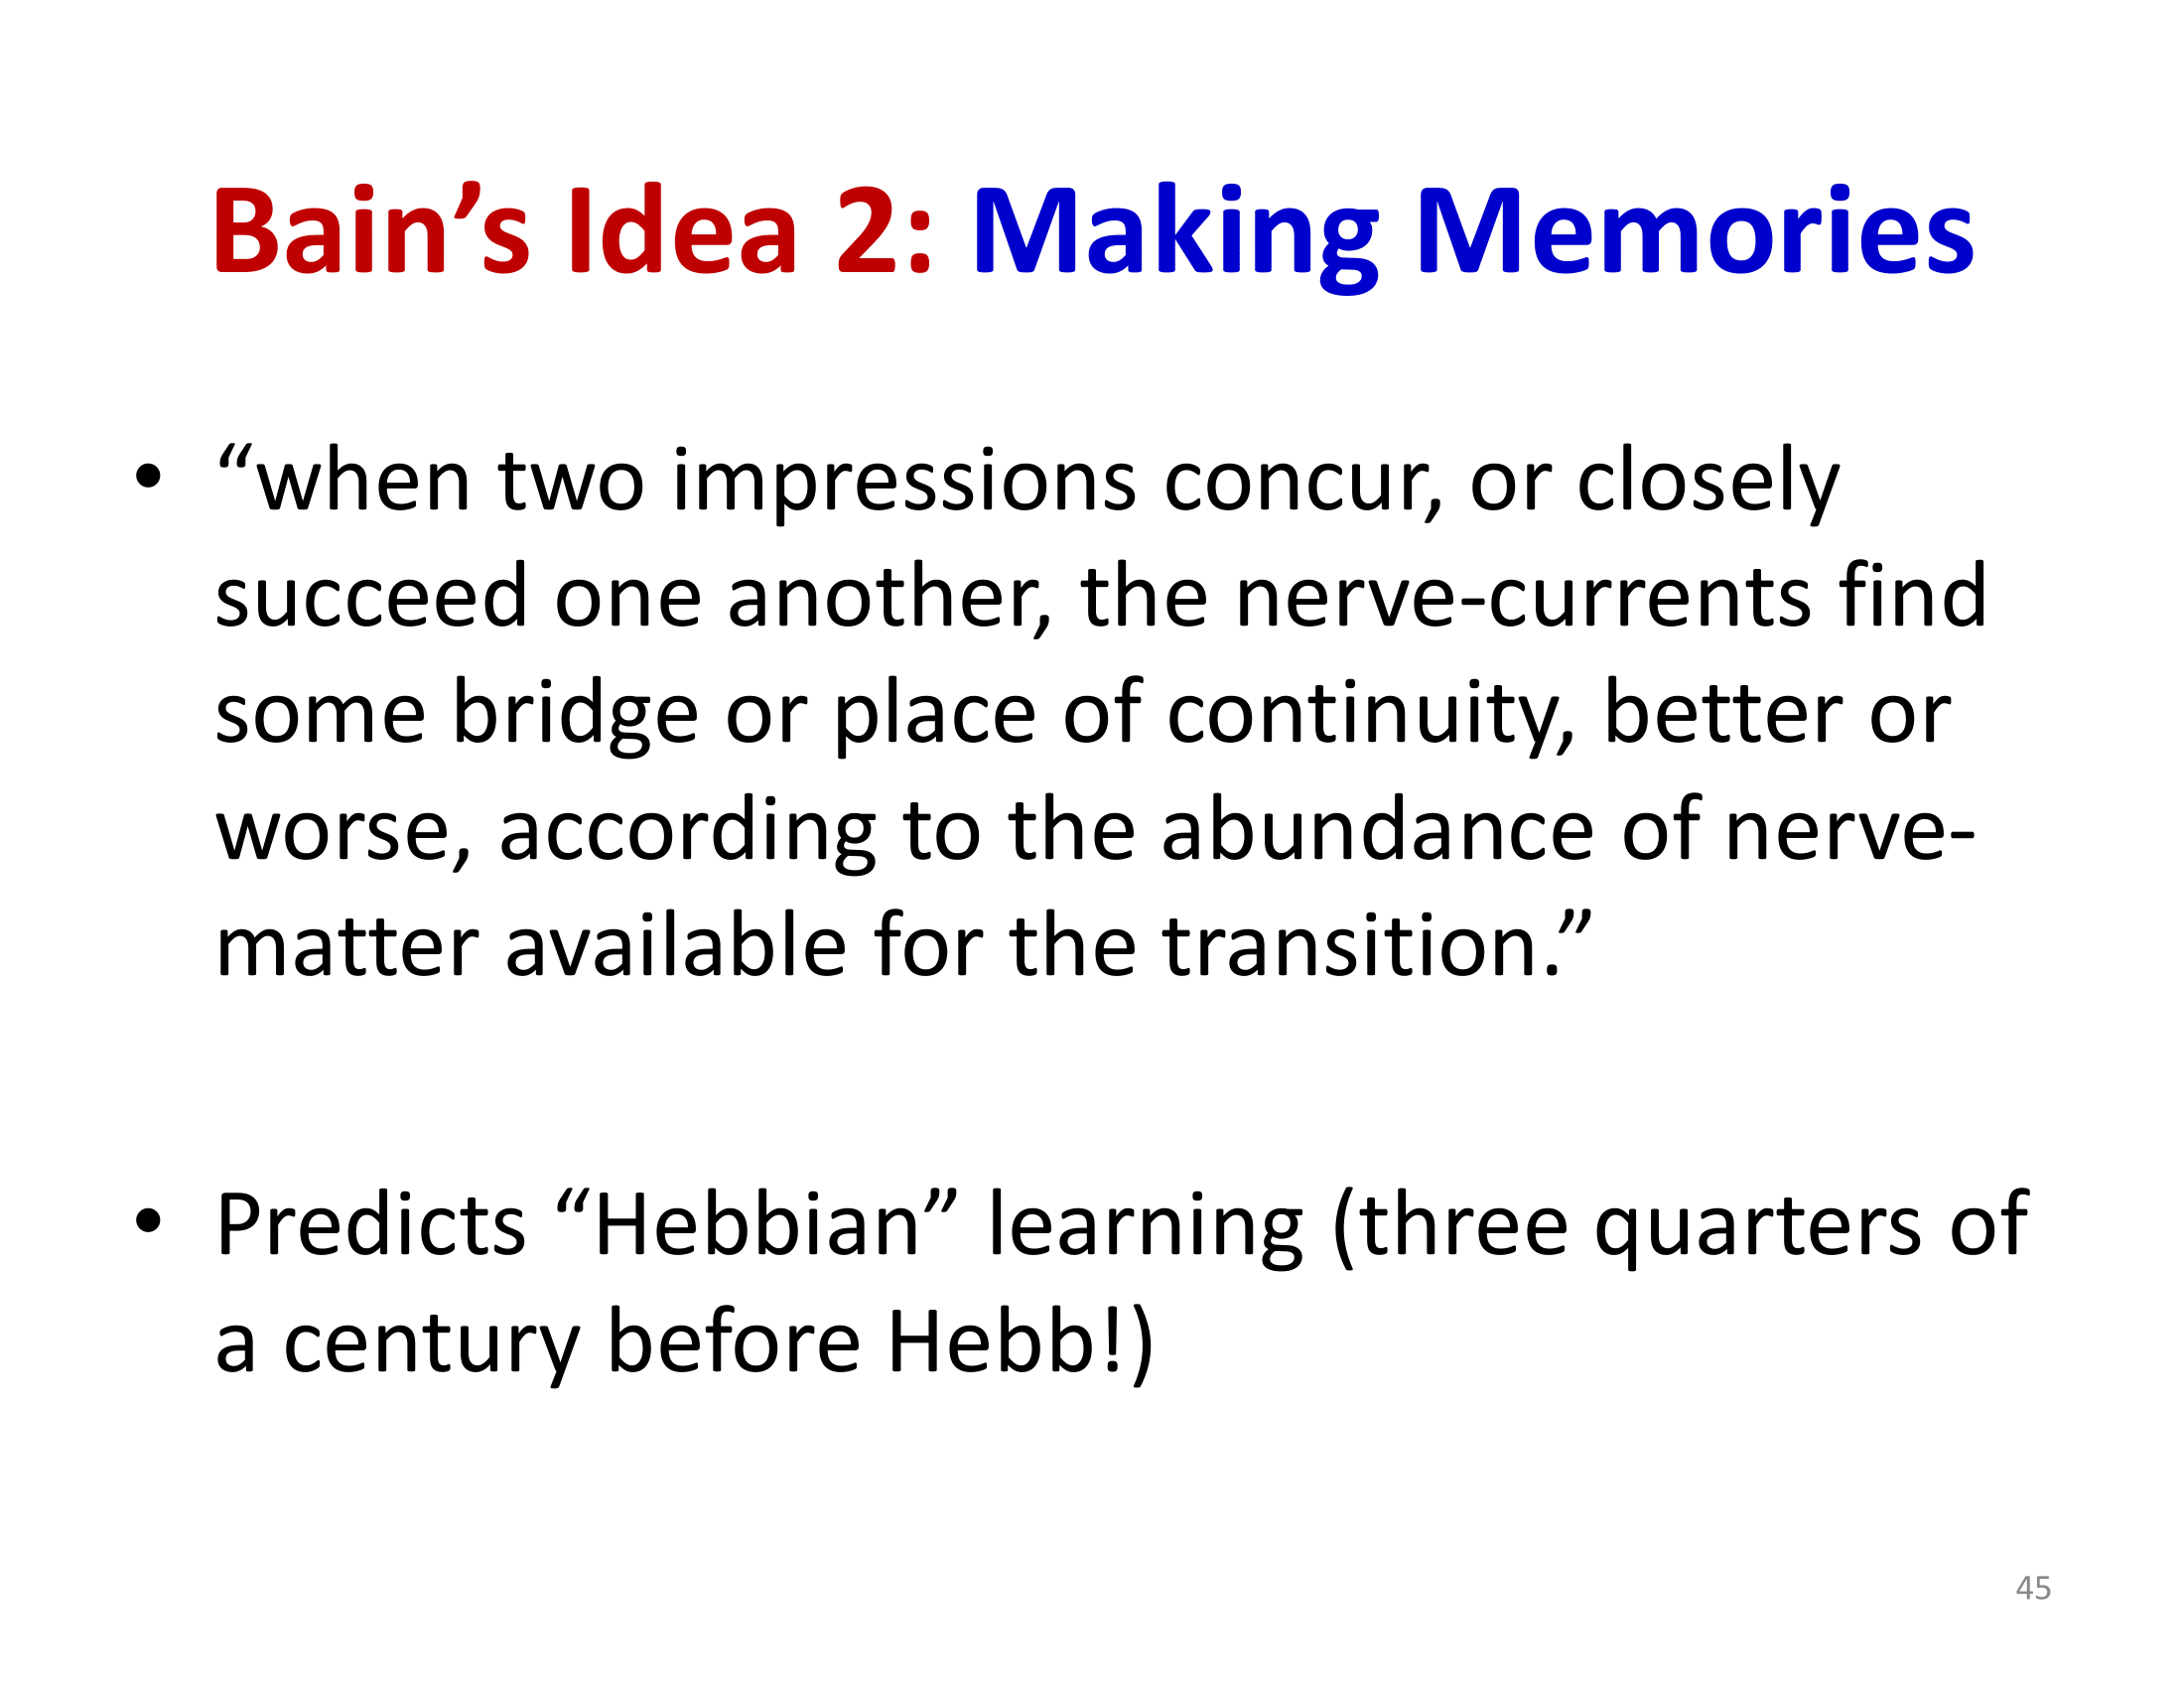 Bain’s Idea 2: Making Memories
• “when two impressions concur, or closely
succeed one another, the nerve-currents find
some bridge or place of continuity, better or
worse, according to the abundance of nerve-
matter available for the transition.”
• Predicts “Hebbian” learning (three quarters of
a century before Hebb!)
45